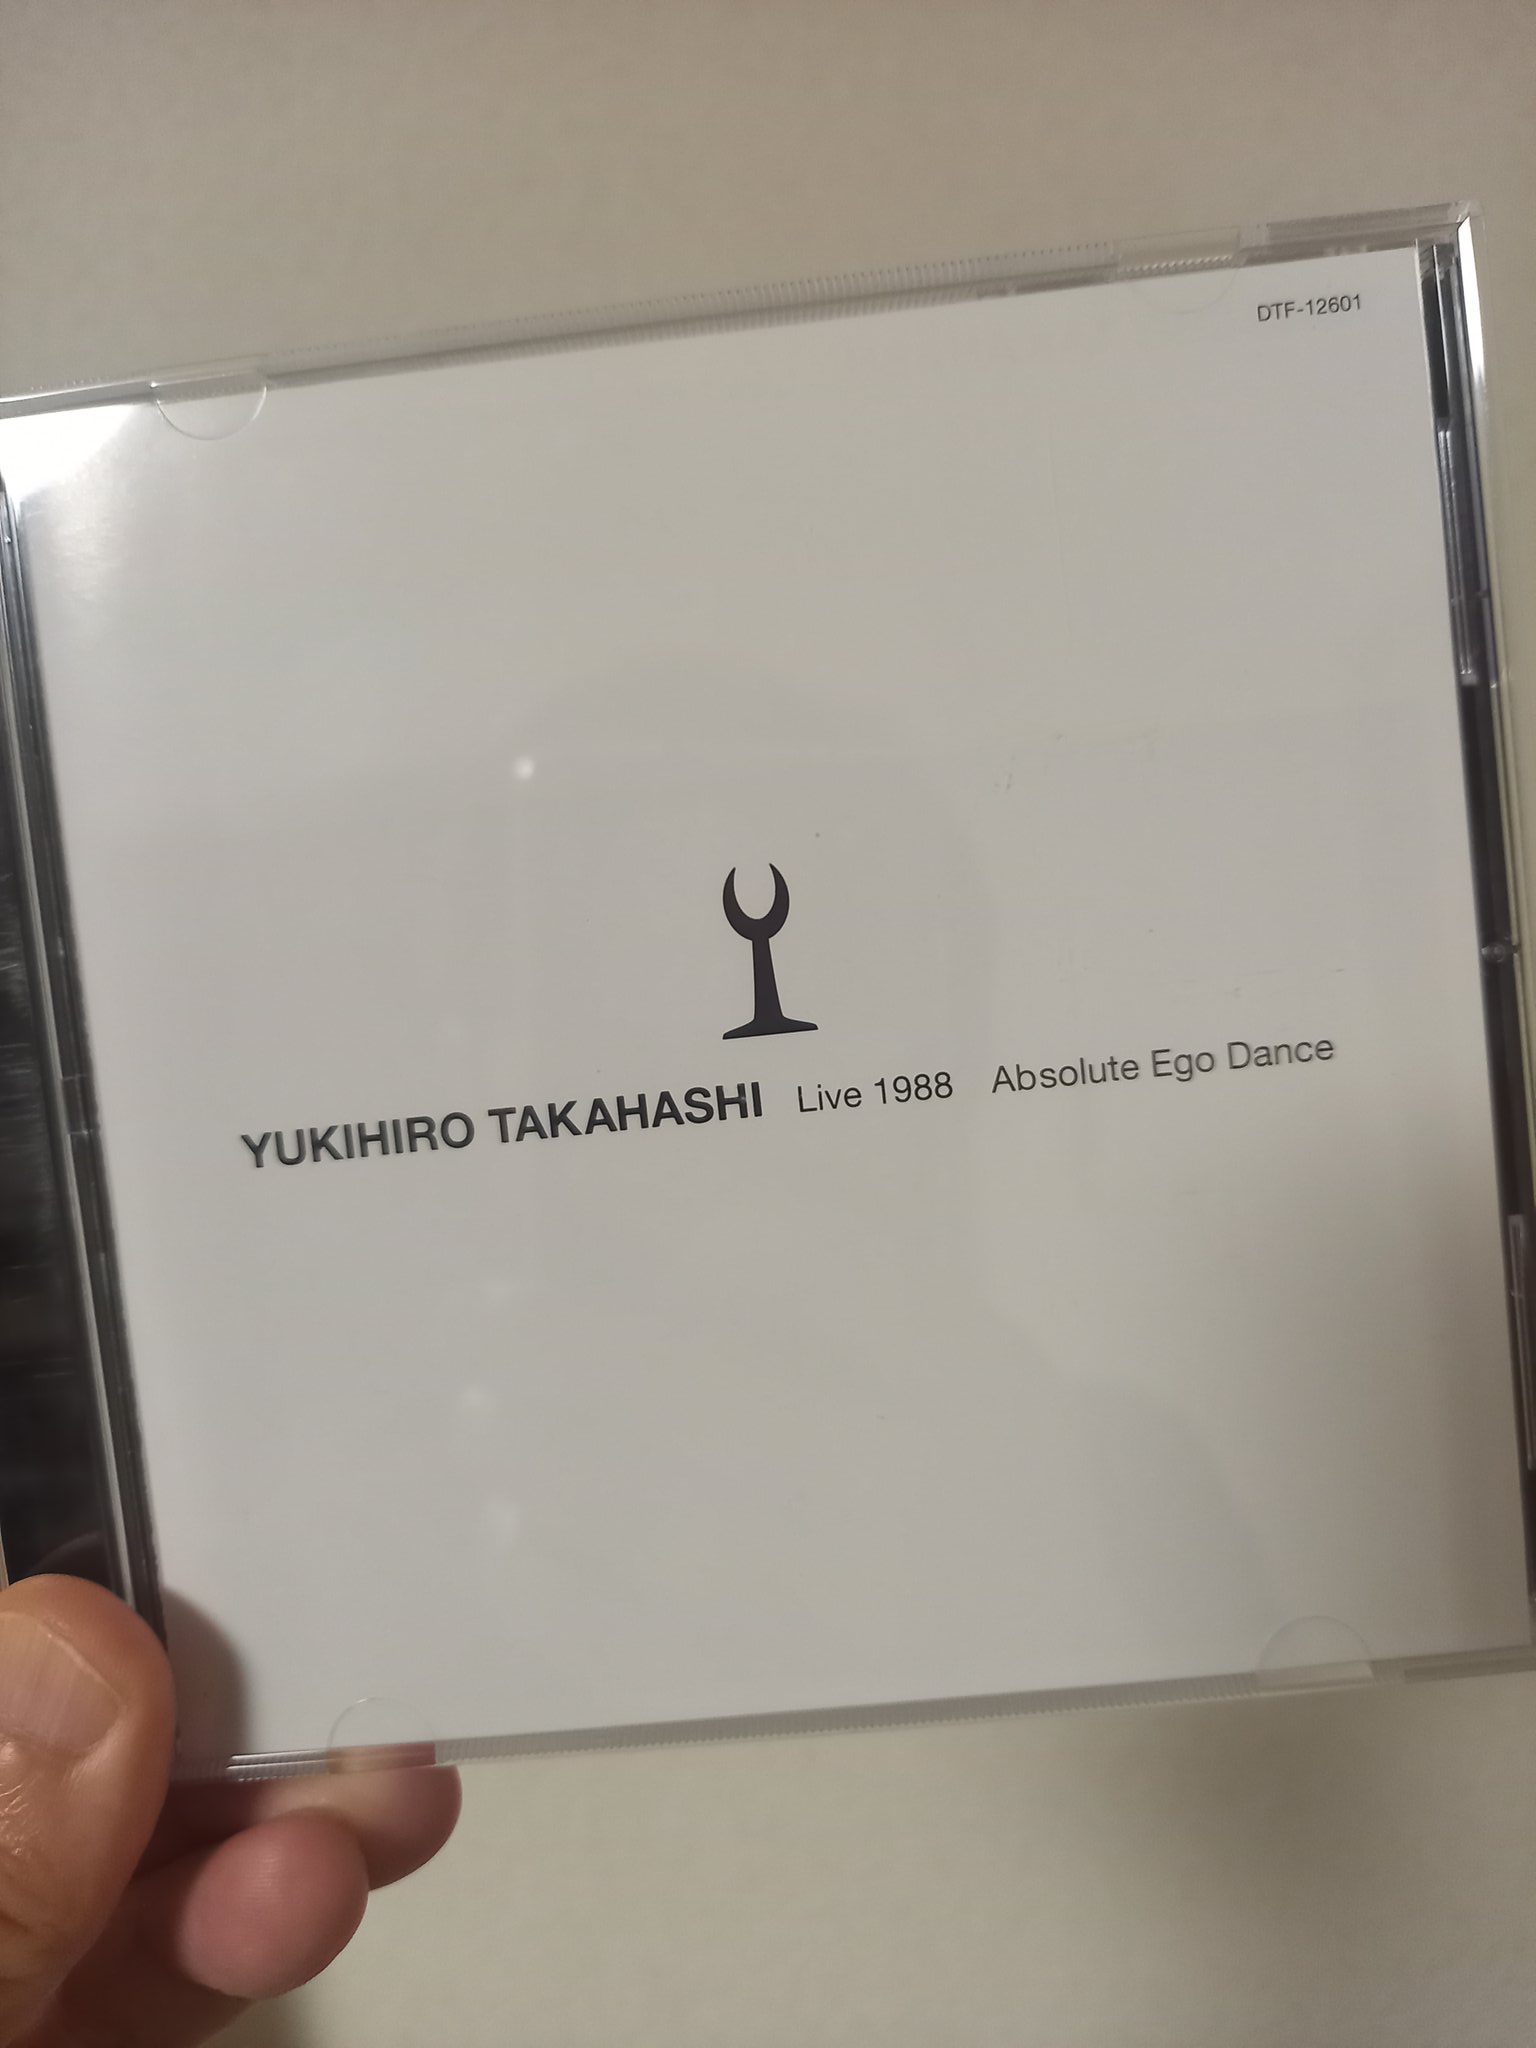 DTF-12601
YUKIHIRO TAKAHASHI Live 1988 Absolute Ego Dance